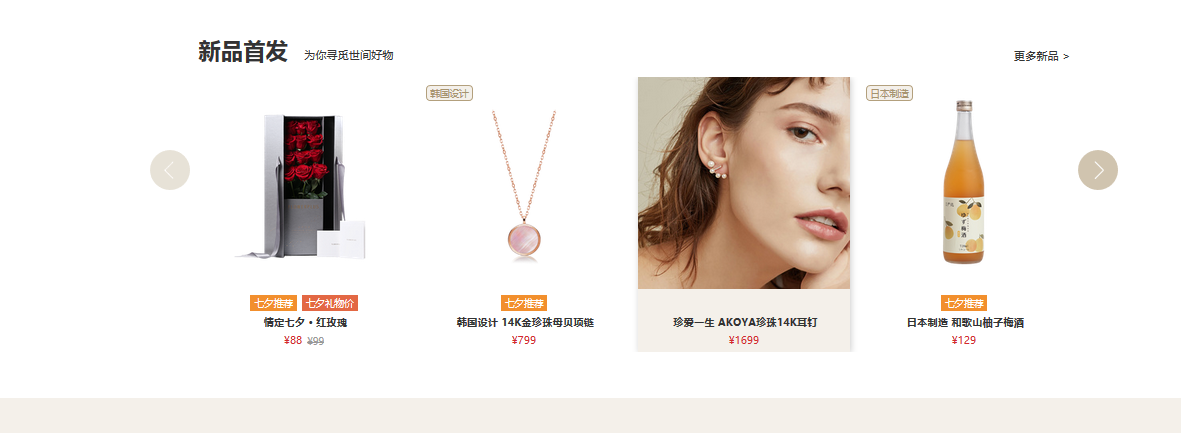 新品首发 为你寻觅世间好物
更多新品 >
韩国设计
日本制造
七夕推荐 七夕礼物价
情定七夕·红玫瑰
¥88 ¥99
七夕推荐
韩国设计 14K金珍珠母贝项链
¥799
珍爱一生 AKOYA珍珠14K耳钉
¥1699
七夕推荐
日本制造 和歌山柚子梅酒
¥129